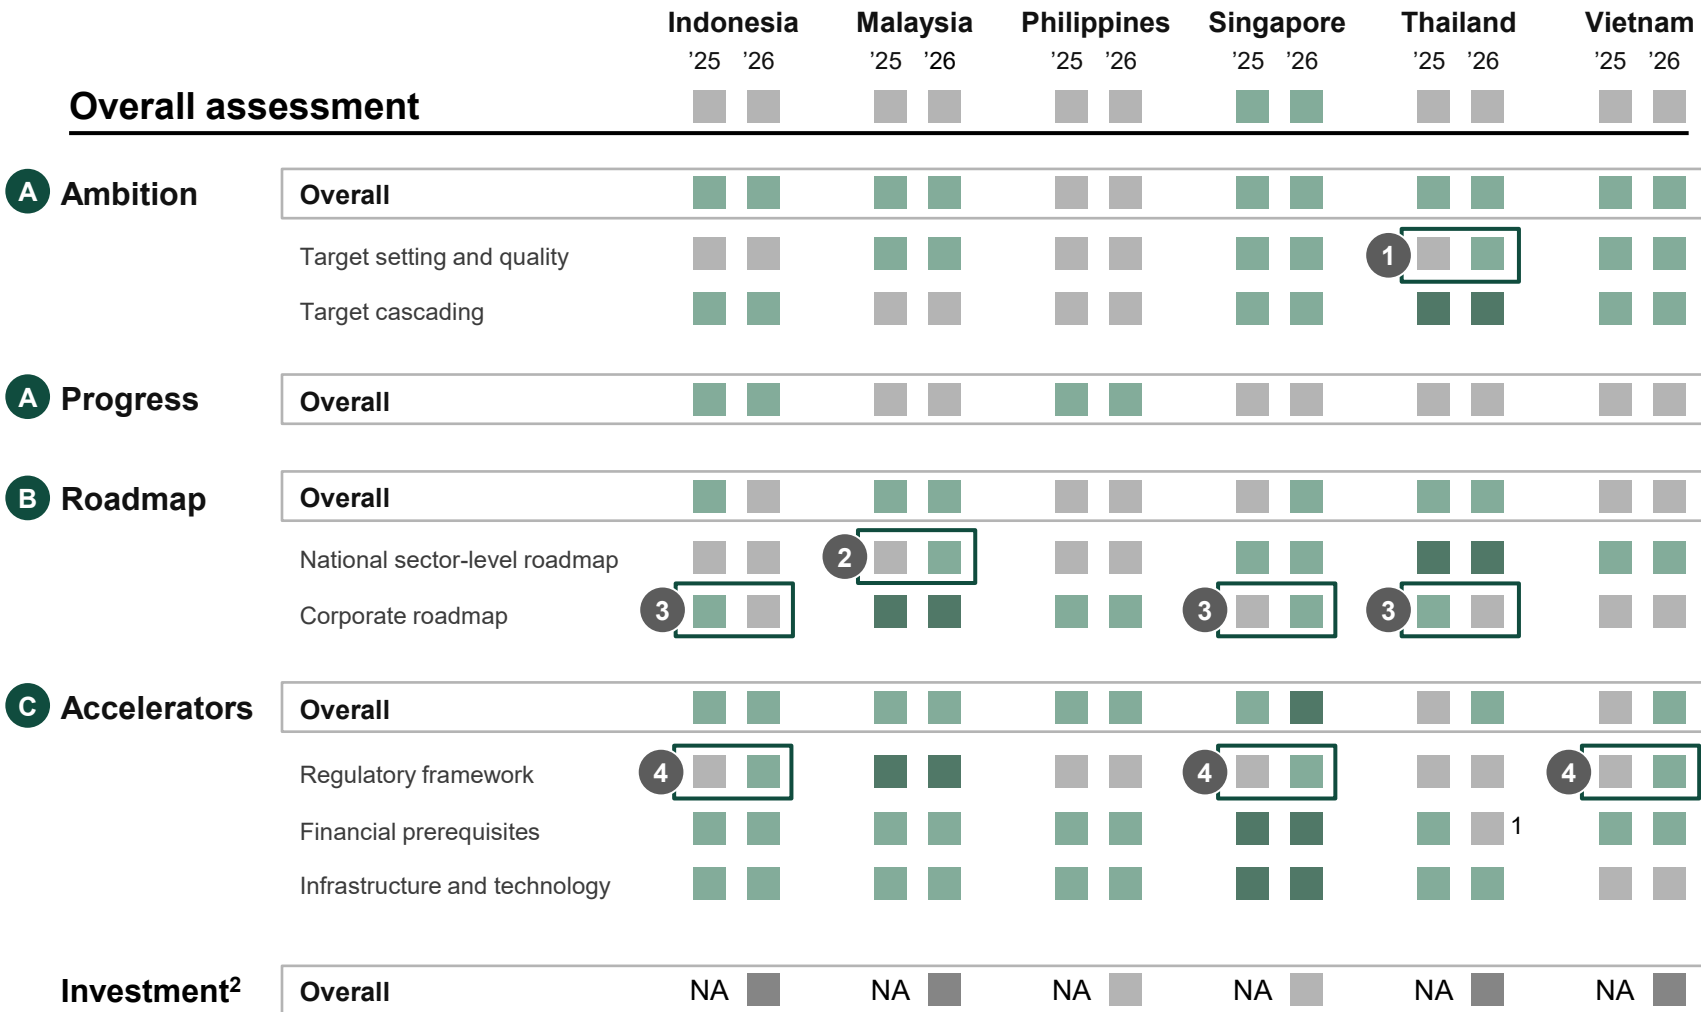 Indonesia Malaysia Philippines Singapore Thailand Vietnam
’25 ’26 ’25 ’26 ’25 ’26 ’25 ’26 ’25 ’26 ’25 ’26
Overall assessment
A Ambition Overall
Target setting and quality 1
Target cascading
A Progress Overall
B Roadmap Overall
National sector-level roadmap 2
Corporate roadmap 3 3 3
C Accelerators Overall
Regulatory framework 4 4 4
Financial prerequisites 1
Infrastructure and technology
Investment² Overall NA NA NA NA NA NA